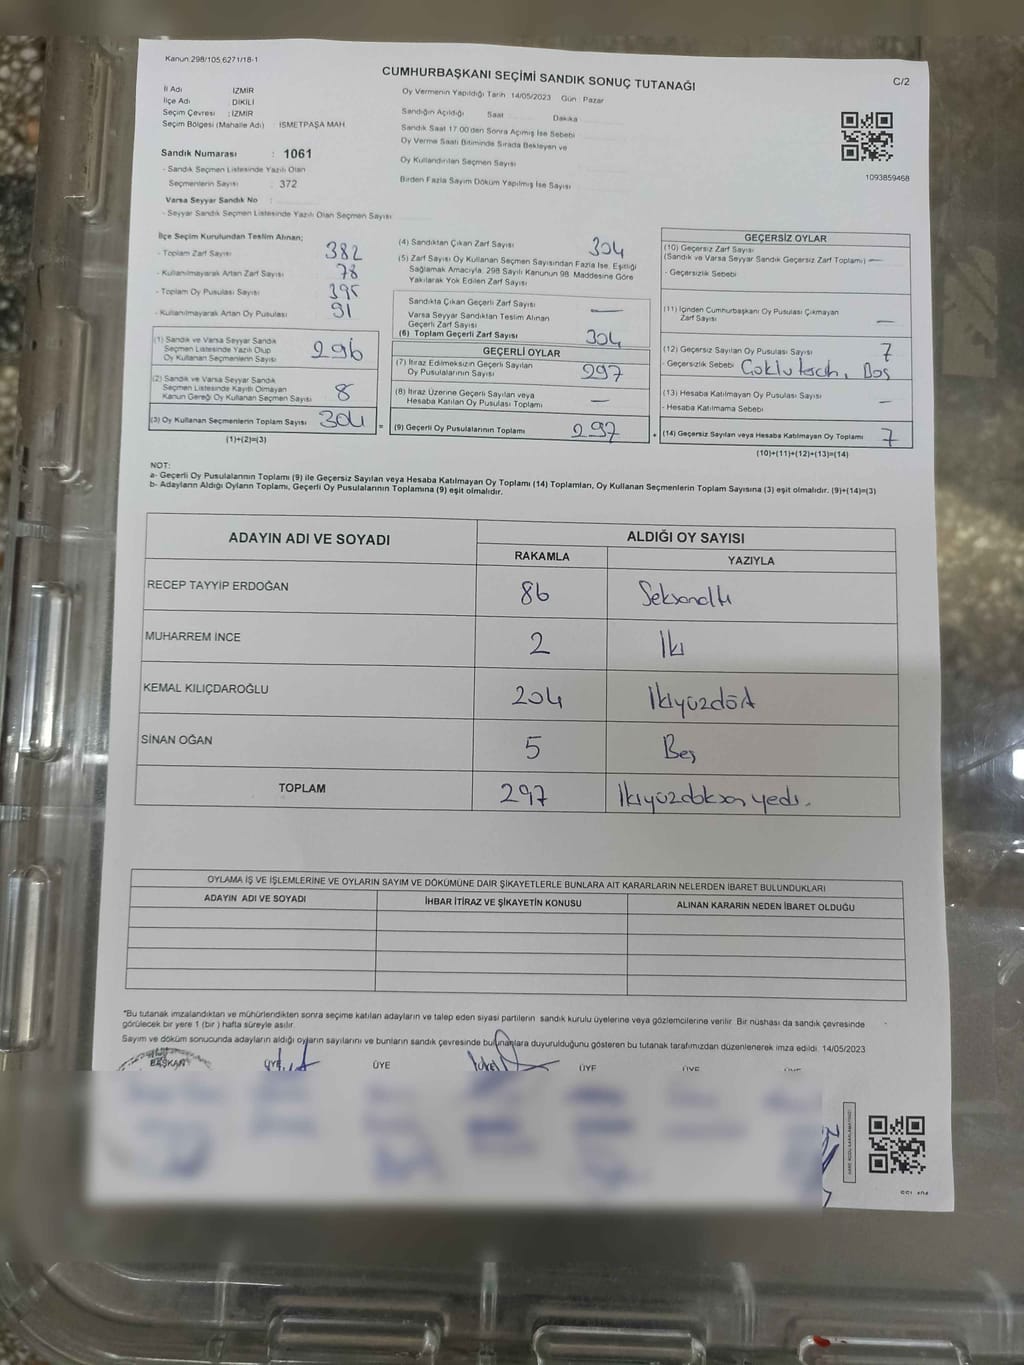 Kanun:298/105,6271/18-1
C/2
CUMHURBAŞKANI SEÇİMİ SANDIK SONUÇ TUTANAĞI
İl Adı İZMİR
İlçe Adı DİKİLİ
Seçim Çevresi : İZMİR
Seçim Bölgesi (Mahalle Adı) : İSMETPAŞA MAH.
Sandık Numarası : 1061
- Sandık Seçmen Listesinde Yazılı Olan
Seçmenlerin Sayısı : 372
Varsa Seyyar Sandık No :
- Seyyar Sandık Seçmen Listesinde Yazılı Olan Seçmen Sayısı
Oy Vermenin Yapıldığı Tarih :14/05/2023 Gün : Pazar
Sandığın Açıldığı Saat Dakika
Sandık Saat 17.00'den Sonra Açımış İse Sebebi
Oy Verme Saati Bitiminde Sırada Bekleyen ve
Oy Kullandırılan Seçmen Sayısı
Birden Fazla Sayım Döküm Yapılmış İse Sayısı
1093859468
İlçe Seçim Kurulundan Teslim Alınan;
- Toplam Zarf Sayısı 382
- Kullanılmayarak Artan Zarf Sayısı 78
- Toplam Oy Pusulası Sayısı 395
- Kullanılmayarak Artan Oy Pusulası 91
(1) Sandık ve Varsa Seyyar Sandık
Seçmen Listesinde Yazılı Olup
Oy Kullanan Seçmenlerin Sayısı 296
(2) Sandık ve Varsa Seyyar Sandık
Seçmen Listesinde Kayıtlı Olmayan
Kanun Gereği Oy Kullanan Seçmen Sayısı 8
(3) Oy Kullanan Seçmenlerin Toplam Sayısı 304
(1)+(2)=(3)
=
(4) Sandıktan Çıkan Zarf Sayısı 304
(5) Zarf Sayısı Oy Kullanan Seçmen Sayısından Fazla İse, Eşitliği
Sağlamak Amacıyla, 298 Sayılı Kanunun 98. Maddesine Göre
Yakılarak Yok Edilen Zarf Sayısı
Sandıkta Çıkan Geçerli Zarf Sayısı —
Varsa Seyyar Sandıktan Teslim Alınan
Geçerli Zarf Sayısı
(6) Toplam Geçerli Zarf Sayısı 304
GEÇERLİ OYLAR
(7) İtiraz Edilmeksizin Geçerli Sayılan
Oy Pusulalarının Sayısı 297
(8) İtiraz Üzerine Geçerli Sayılan veya
Hesaba Katılan Oy Pusulası Toplamı —
(9) Geçerli Oy Pusulalarının Toplamı 297
+
GEÇERSİZ OYLAR
(10) Geçersiz Zarf Sayısı
(Sandık ve Varsa Seyyar Sandık Geçersiz Zarf Toplamı) —
- Geçersizlik Sebebi
(11) İçinden Cumhurbaşkanı Oy Pusulası Çıkmayan
Zarf Sayısı —
(12) Geçersiz Sayılan Oy Pusulası Sayısı 7
- Geçersizlik Sebebi Çoklu tercih, Boş
(13) Hesaba Katılmayan Oy Pusulası Sayısı —
- Hesaba Katılmama Sebebi
(14) Geçersiz Sayılan veya Hesaba Katılmayan Oy Toplamı 7
(10)+(11)+(12)+(13)=(14)
NOT:
a- Geçerli Oy Pusulalarının Toplamı (9) ile Geçersiz Sayılan veya Hesaba Katılmayan Oy Toplamı (14) Toplamları, Oy Kullanan Seçmenlerin Toplam Sayısına (3) eşit olmalıdır. (9)+(14)=(3)
b- Adayların Aldığı Oyların Toplamı, Geçerli Oy Pusulalarının Toplamına (9) eşit olmalıdır.
ADAYIN ADI VE SOYADI ALDIĞI OY SAYISI
RAKAMLA YAZIYLA
RECEP TAYYİP ERDOĞAN 86 Seksenaltı
MUHARREM İNCE 2 İki
KEMAL KILIÇDAROĞLU 204 İkiyüzdört
SİNAN OĞAN 5 Beş
TOPLAM 297 İkiyüzdoksan yedi.
OYLAMA İŞ VE İŞLEMLERİNE VE OYLARIN SAYIM VE DÖKÜMÜNE DAİR ŞİKAYETLERLE BUNLARA AİT KARARLARIN NELERDEN İBARET BULUNDUKLARI
ADAYIN ADI VE SOYADI İHBAR İTİRAZ VE ŞİKAYETİN KONUSU ALINAN KARARIN NEDEN İBARET OLDUĞU
"Bu tutanak imzalandıktan ve mühürlendikten sonra seçime katılan adayların ve talep eden siyasi partilerin sandık kurulu üyelerine veya gözlemcilerine verilir. Bir nüshası da sandık çevresinde
görülecek bir yere 1 (bir ) hafta süreyle asılır.
Sayım ve döküm sonucunda adayların aldığı oyların sayılarını ve bunların sandık çevresinde bulunanlara duyurulduğunu gösteren bu tutanak tarafımızdan düzenlenerek imza edildi. 14/05/2023
BAŞKAN ÜYE ÜYE ÜYE ÜYE